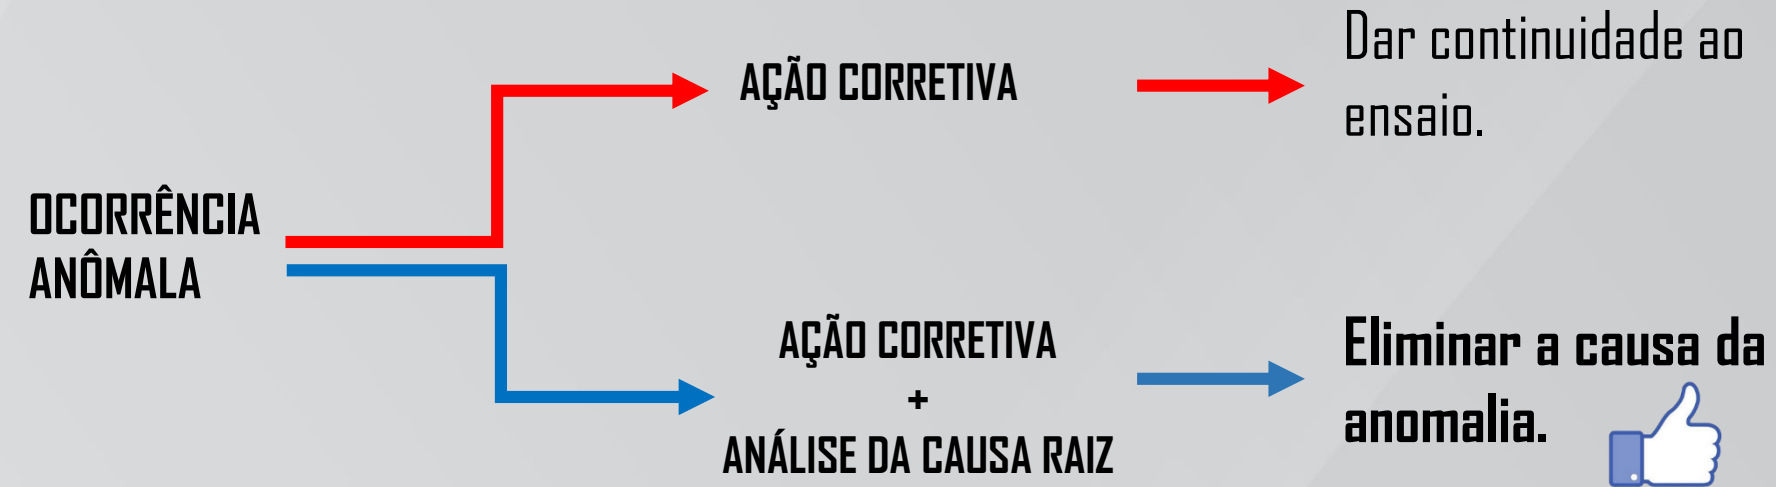 OCORRÊNCIA
ANÔMALA
AÇÃO CORRETIVA
Dar continuidade ao
ensaio.
AÇÃO CORRETIVA
+
ANÁLISE DA CAUSA RAIZ
Eliminar a causa da
anomalia.